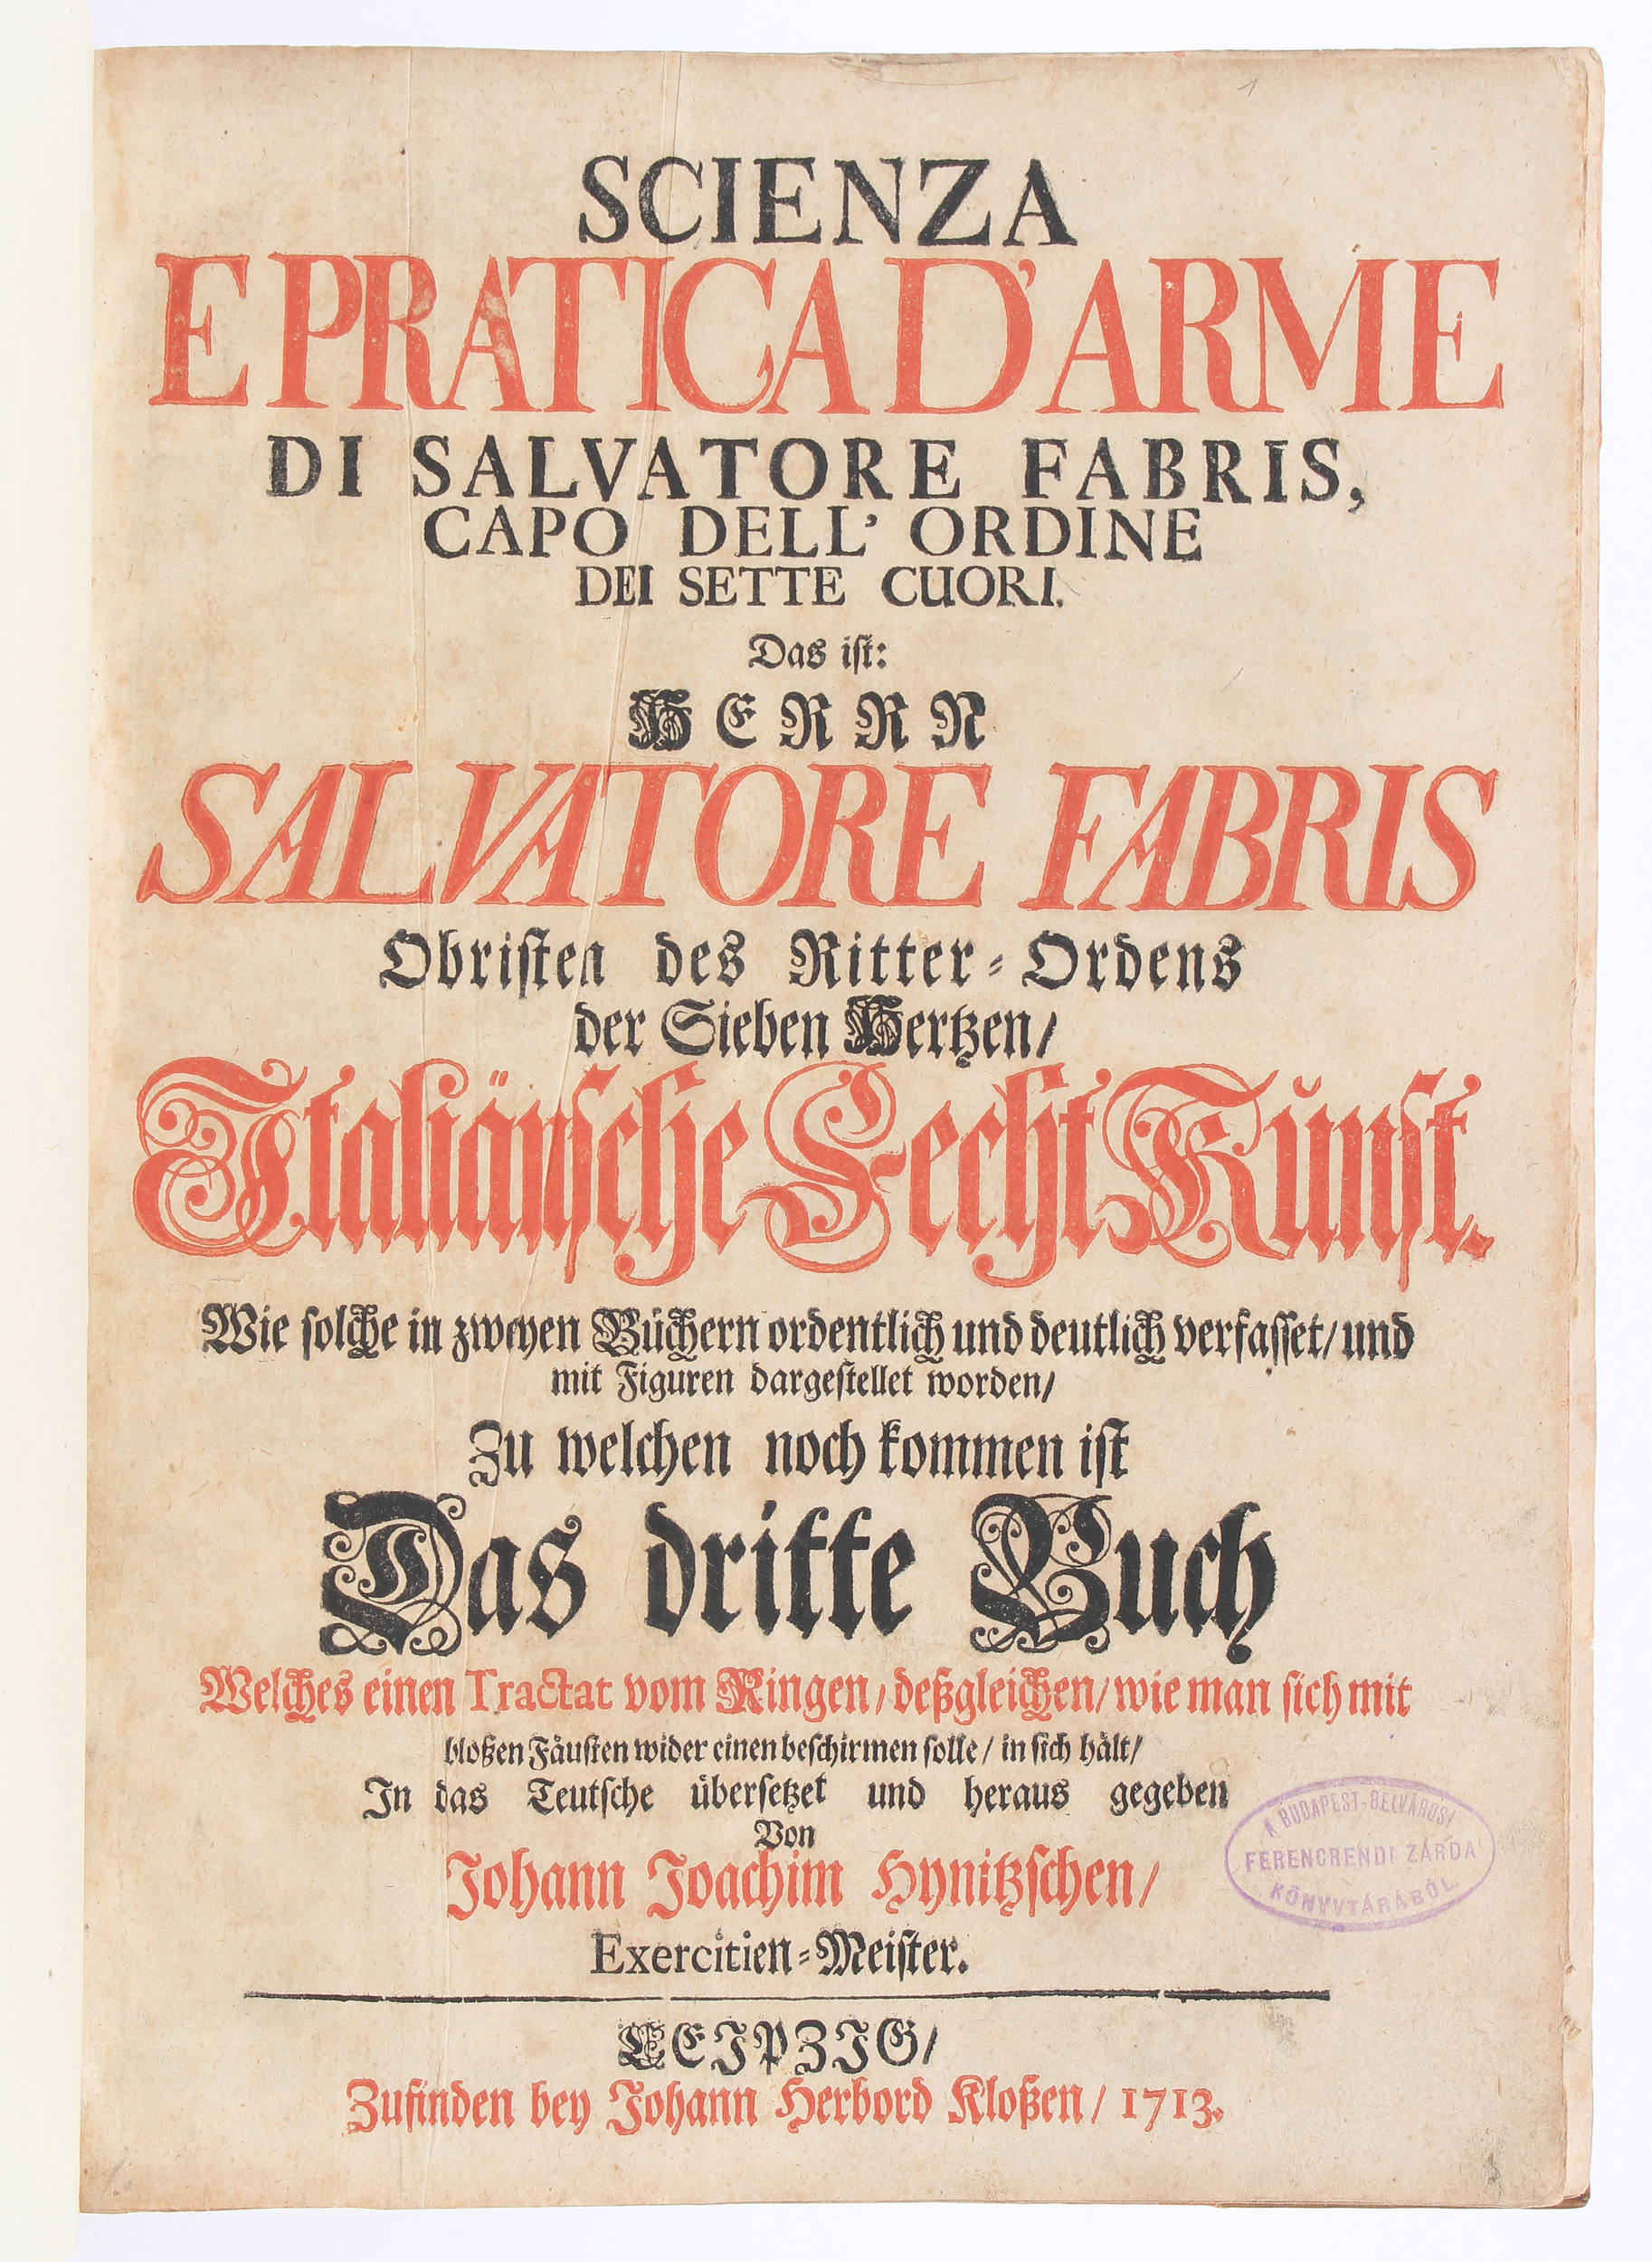 1
SCIENZA
E PRATICA D'ARME
DI SALVATORE FABRIS,
CAPO DELL' ORDINE
DEI SETTE CUORI.
Das iſt:
HERRN
SALVATORE FABRIS
Obriſten des Ritter-Ordens
der Sieben Hertzen/
Italiänſche Fecht Kunſt.
Wie ſolche in zweyen Büchern ordentlich und deutlich verfaſſet/ und
mit Figuren dargeſtellet worden/
Zu welchen noch kommen iſt
Das dritte Buch
Welches einen Tractat vom Ringen/ deßgleichen/ wie man ſich mit
bloßen Fäuſten wider einen beſchirmen ſolle/ in ſich hält/
In das Teutſche überſetzet und heraus gegeben
Von
Johann Joachim Hynitzſchen/
Exercitien-Meiſter.
A BUDAPEST-BELVÁROSI
FERENCRENDI ZÁRDA
KÖNYVTÁRÁBÓL
LEIPZIG/
Zufinden bey Johann Herbord Kloßen/ 1713.